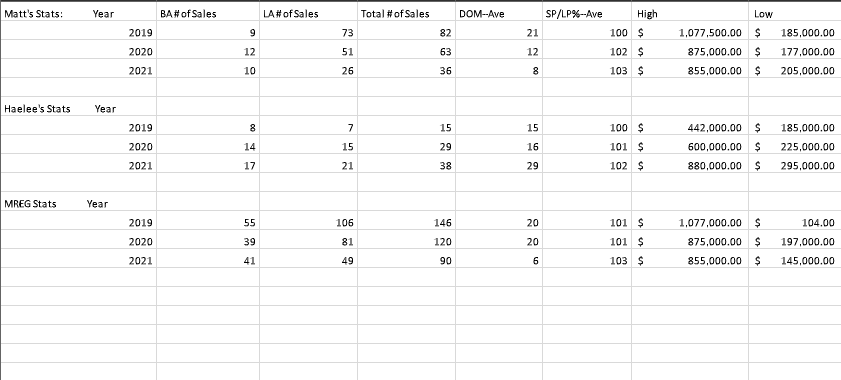 Matt's Stats: Year BA # of Sales LA # of Sales Total # of Sales DOM--Ave SP/LP%--Ave High Low
2019 9 73 82 21 100 $ 1,077,500.00 $ 185,000.00
2020 12 51 63 12 102 $ 875,000.00 $ 177,000.00
2021 10 26 36 8 103 $ 855,000.00 $ 205,000.00
Haelee's Stats Year
2019 8 7 15 15 100 $ 442,000.00 $ 185,000.00
2020 14 15 29 16 101 $ 600,000.00 $ 225,000.00
2021 17 21 38 29 102 $ 880,000.00 $ 295,000.00
MREG Stats Year
2019 55 106 146 20 101 $ 1,077,000.00 $ 104.00
2020 39 81 120 20 101 $ 875,000.00 $ 197,000.00
2021 41 49 90 6 103 $ 855,000.00 $ 145,000.00